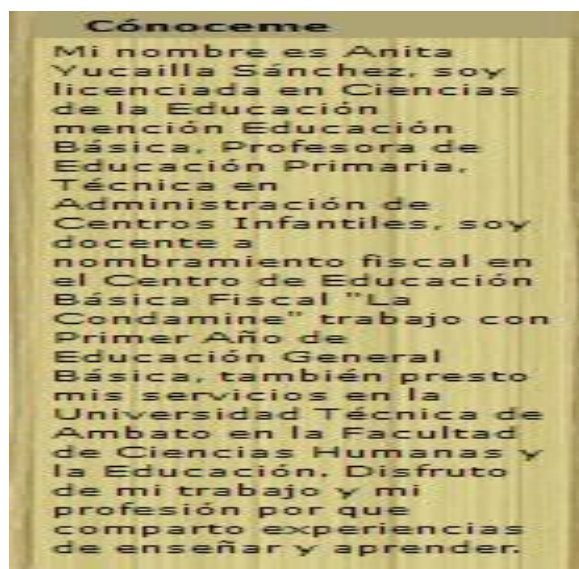 Cónoceme
Mi nombre es Anita
Yucailla Sánchez, soy
licenciada en Ciencias
de la Educación
mención Educación
Básica, Profesora de
Educación Primaria,
Técnica en
Administración de
Centros Infantiles, soy
docente a
nombramiento fiscal en
el Centro de Educación
Básica Fiscal "La
Condamine" trabajo con
Primer Año de
Educación General
Básica, también presto
mis servicios en la
Universidad Técnica de
Ambato en la Facultad
de Ciencias Humanas y
la Educación. Disfruto
de mi trabajo y mi
profesión por que
comparto experiencias
de enseñar y aprender.